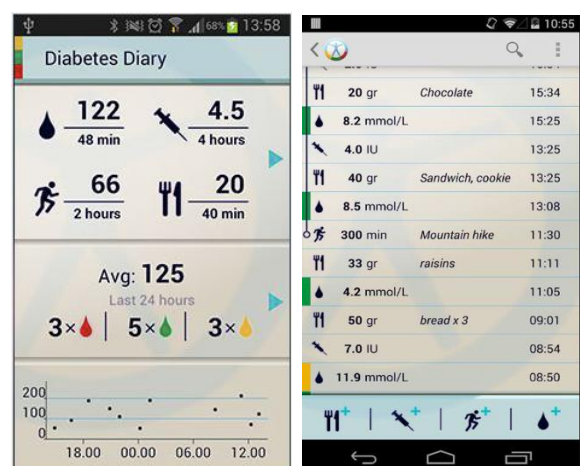 68% 13:58
Diabetes Diary
122
48 min
4.5
4 hours
66
2 hours
20
40 min
Avg: 125
Last 24 hours
3× | 5× | 3×
200
100
0
18.00 00.00 06.00 12.00
10:55
20 gr Chocolate 15:34
8.2 mmol/L 15:25
4.0 IU 13:25
40 gr Sandwich, cookie 13:25
8.5 mmol/L 13:08
300 min Mountain hike 11:30
33 gr raisins 11:11
4.2 mmol/L 11:05
50 gr bread x 3 09:01
7.0 IU 08:54
11.9 mmol/L 08:50